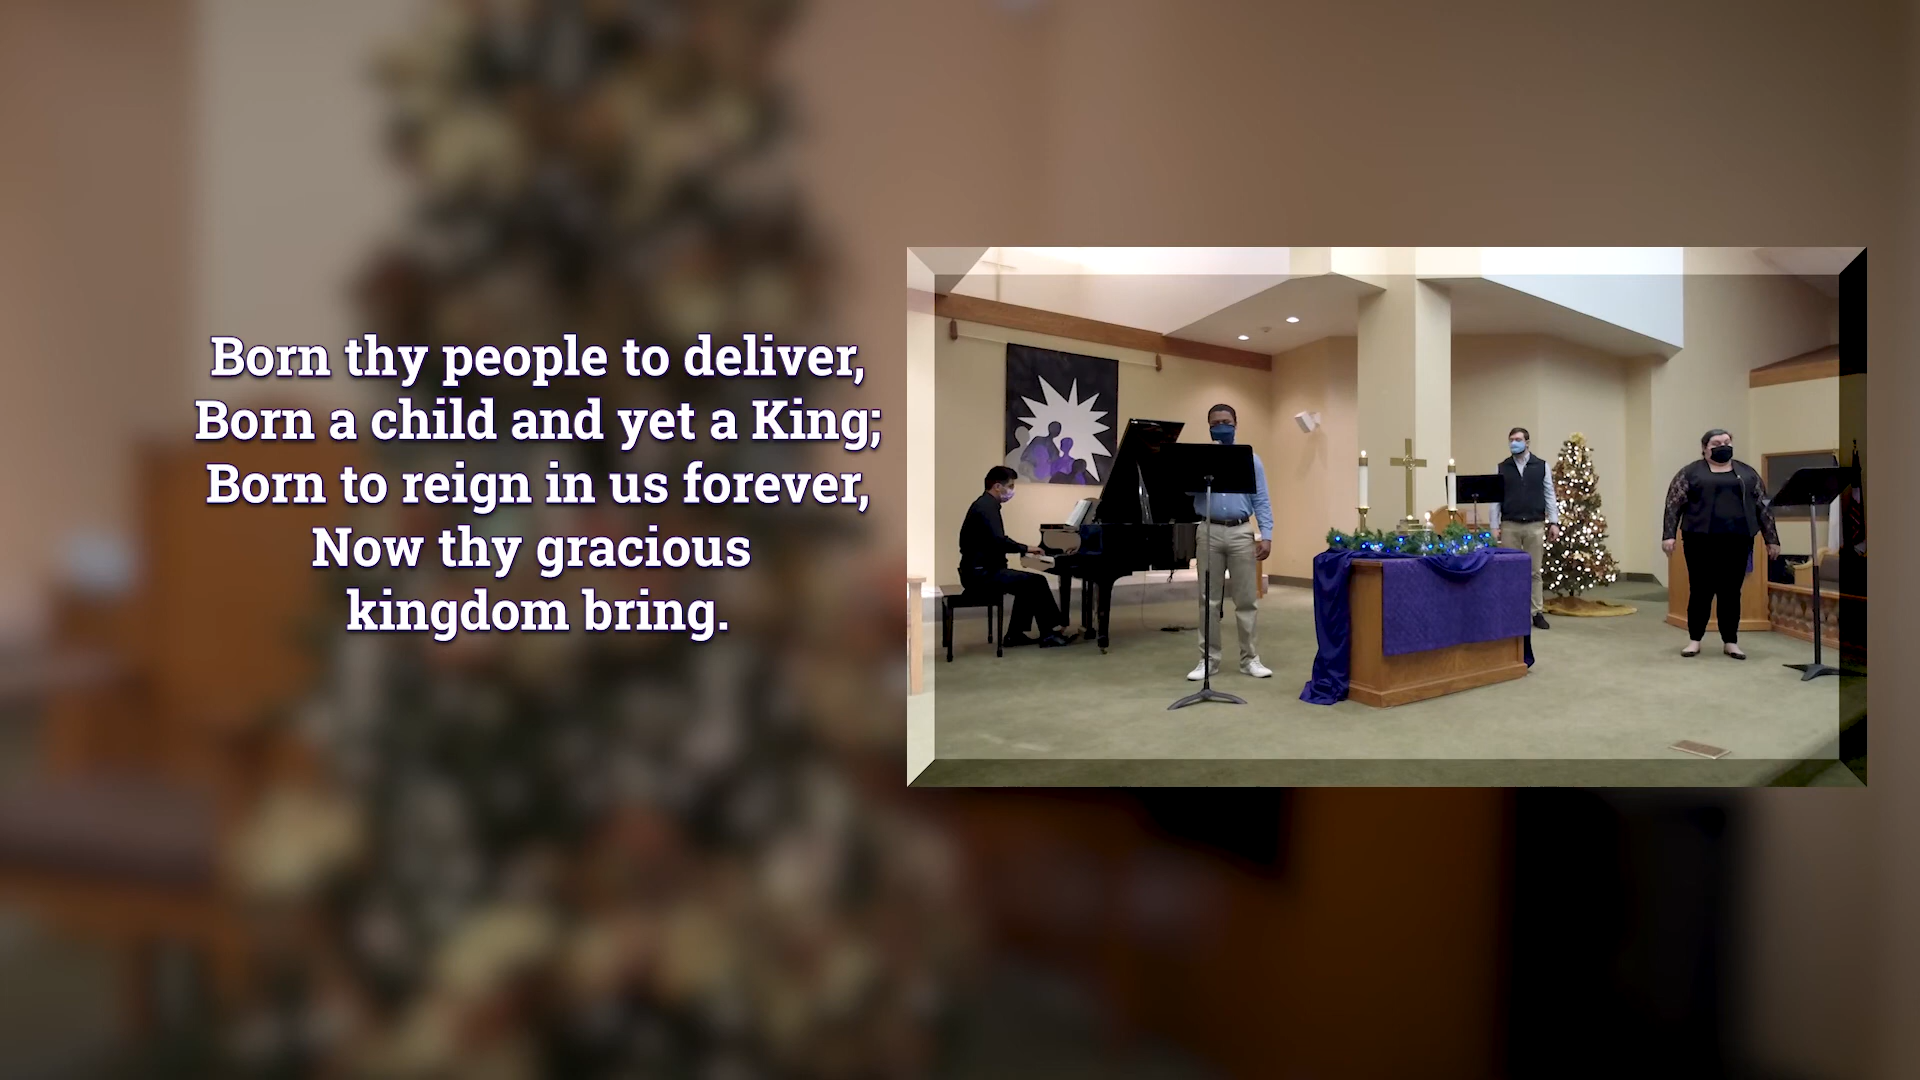 Born thy people to deliver,
Born a child and yet a King;
Born to reign in us forever,
Now thy gracious
kingdom bring.